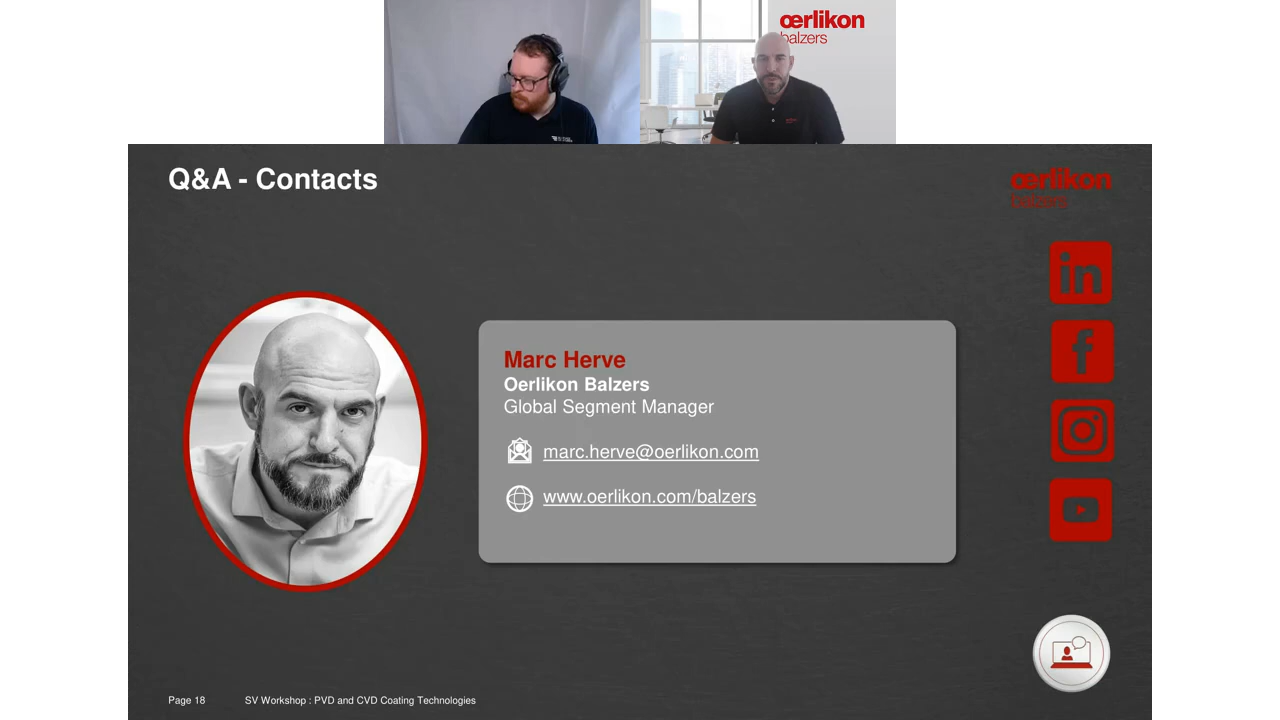 œrlikon
balzers
Q&A - Contacts
œrlikon
balzers
in
f
Marc Herve
Oerlikon Balzers
Global Segment Manager
marc.herve@oerlikon.com
www.oerlikon.com/balzers
Page 18
SV Workshop : PVD and CVD Coating Technologies